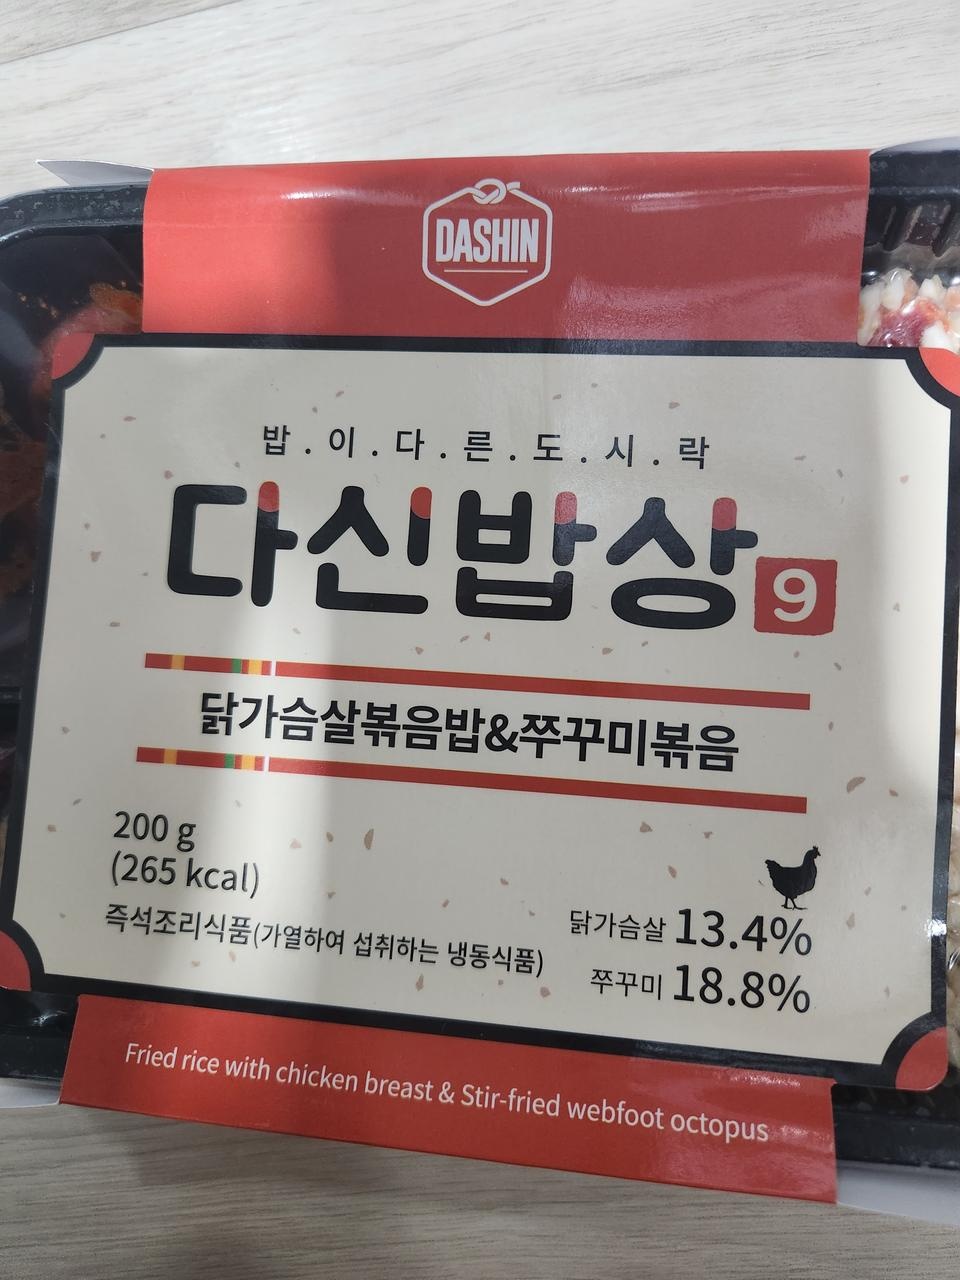 DASHIN
밥.이.다.른.도.시.락
다신밥상 9
닭가슴살볶음밥&쭈꾸미볶음
200 g
(265 kcal)
즉석조리식품(가열하여 섭취하는 냉동식품)
닭가슴살 13.4%
쭈꾸미 18.8%
Fried rice with chicken breast & Stir-fried webfoot octopus